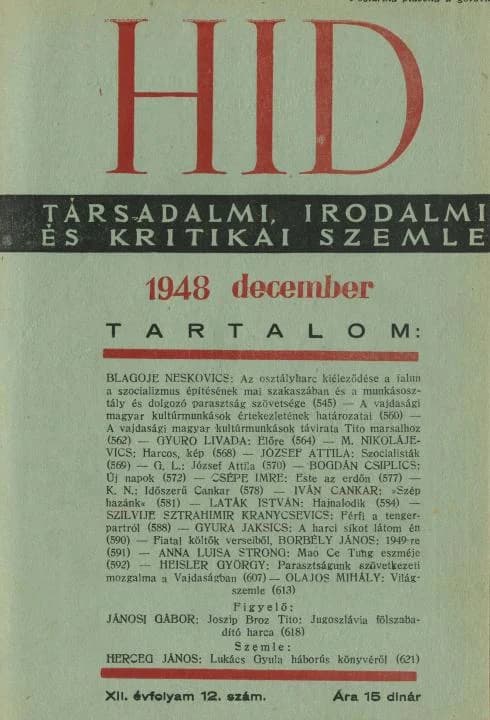 HID
TÁRSADALMI, IRODALMI
ÉS KRITIKAI SZEMLE
1948 december
TARTALOM:
BLAGOJE NESKOVICS: Az osztályharc kiéleződése a falun
a szocializmus építésének mai szakaszában és a munkásosz-
tály és dolgozó parasztság szövetsége (545) — A vajdasági
magyar kultúrmunkások értekezletének határozatai (560) —
A vajdasági magyar kultúrmunkások távirata Tito marsalhoz
(562) — GYURO LIVADA: Előre (564) — M. NIKOLÁJE-
VICS: Harcos, kép (568) — JÓZSEF ATTILA: Szocialisták
(569) — G. L.: József Attila (570) — BOGDÁN CSIPLICS:
Új napok (572) — CSÉPE IMRE: Este az erdőn (577) —
K. N.: Időszerű Cankar (578) — IVÁN CANKAR: »Szép
hazánk« (581) — LATÁK ISTVÁN: Hajnalodik (584) —
SZILVIJE SZTRAHIMIR KRANYCSEVICS: Férfi a tenger-
partról (588) — GYURA JAKSICS: A harci síkot látom én
(590) — Fiatal költők verseiből, BORBÉLY JÁNOS: 1949-re
(591) — ANNA LUISA STRONG: Mao Ce Tung eszméje
(592) — HEISLER GYÖRGY: Parasztságunk szövetkezeti
mozgalma a Vajdaságban (607) — OLAJOS MIHÁLY: Világ-
szemle (613)
Figyelő:
JÁNOSI GÁBOR: Joszip Broz Tito: Jugoszlávia fölszaba-
dító harca (618)
Szemle:
HERCEG JÁNOS: Lukács Gyula háborús könyvéről (621)
XII. évfolyam 12. szám. Ára 15 dinár